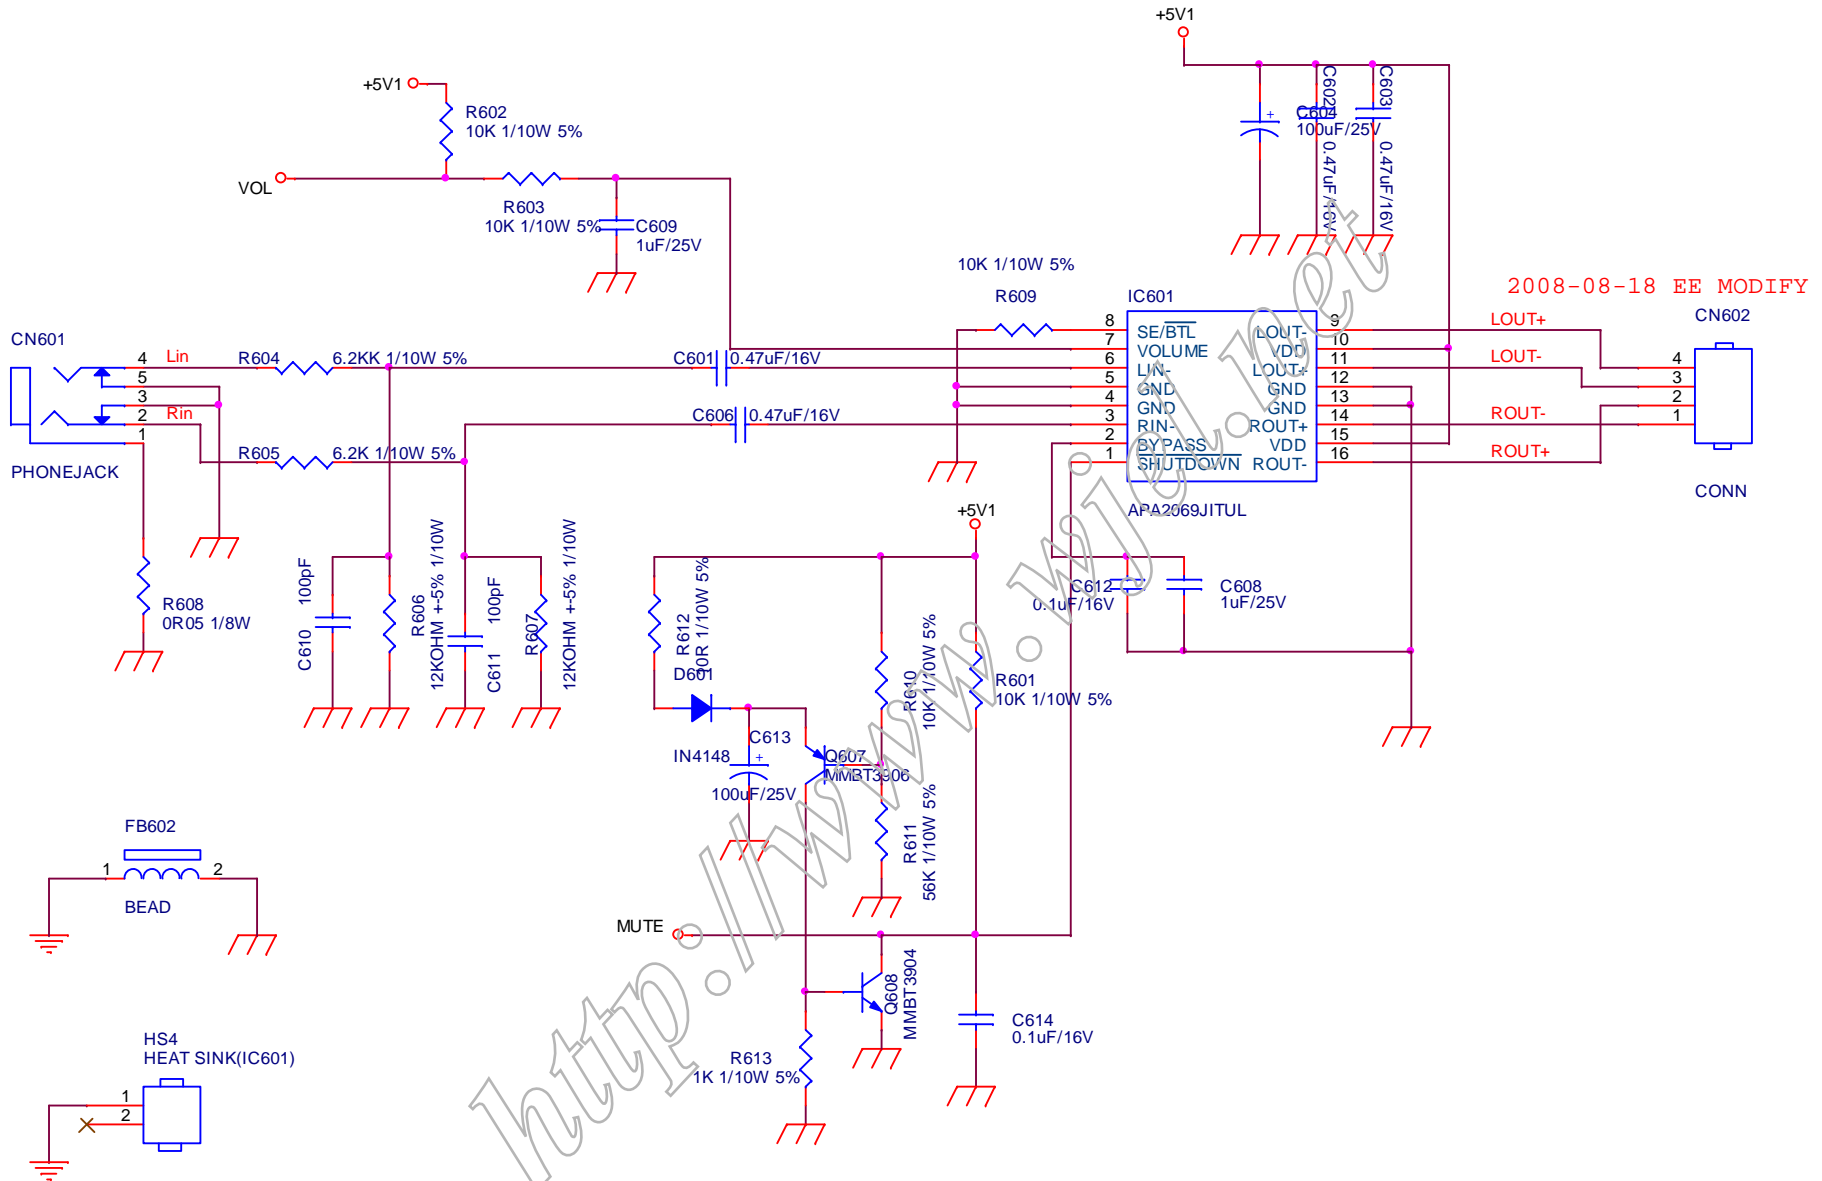 +5V1
+5V1
R602
10K 1/10W 5%
VOL
R603
10K 1/10W 5%
C609
1uF/25V
C602
0.47uF/16V
C603
0.47uF/16V
C604
100uF/25V
2008-08-18 EE MODIFY
10K 1/10W 5%
R609
IC601
8 SE/BTL
7 VOLUME
6 LIN-
5 GND
4 GND
3 RIN-
2 BYPASS
1 SHUTDOWN
LOUT- 9
VDD 10
LOUT+ 11
GND 12
GND 13
ROUT+ 14
VDD 15
ROUT- 16
APA2069JITUL
LOUT+
LOUT-
ROUT-
ROUT+
CN602
4
3
2
1
CONN
CN601
4
5
3
2
1
Lin
Rin
PHONEJACK
R604
6.2KK 1/10W 5%
C601
0.47uF/16V
C606
0.47uF/16V
R605
6.2K 1/10W 5%
R608
0R05 1/8W
C610
100pF
R606
12KOHM +-5% 1/10W
C611
100pF
R607
12KOHM +-5% 1/10W
+5V1
R612
D601
IN4148
C613
100uF/25V
Q607
MMBT3906
R610
10K 1/10W 5%
R611
56K 1/10W 5%
R601
10K 1/10W 5%
C612
0.1uF/16V
C608
1uF/25V
FB602
1 2
BEAD
MUTE
Q608
MMBT3904
C614
0.1uF/16V
R613
1K 1/10W 5%
HS4
HEAT SINK(IC601)
1
2
http://www.wjel.net